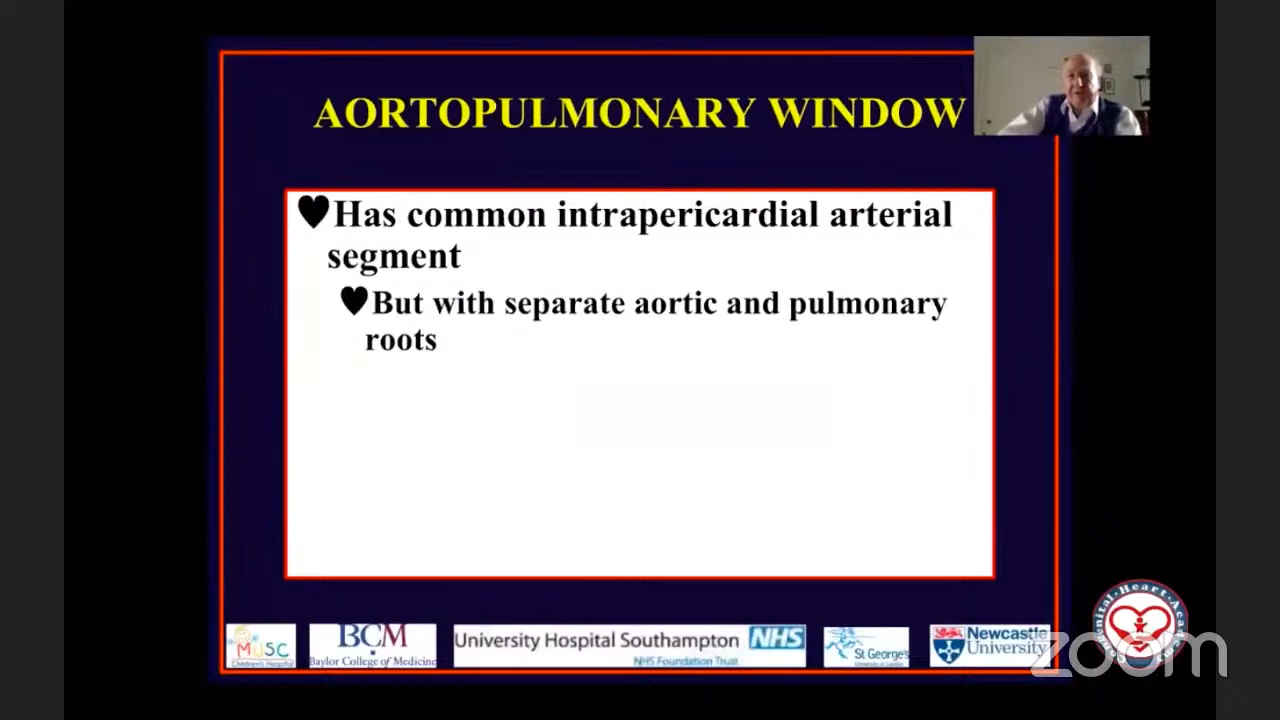 AORTOPULMONARY WINDOW
♥Has common intrapericardial arterial
segment
♥But with separate aortic and pulmonary
roots
MUSC
Children's Hospital
BCM
Baylor College of Medicine
University Hospital Southampton NHS
NHS Foundation Trust
St George's
University of London
Newcastle
University
zoom